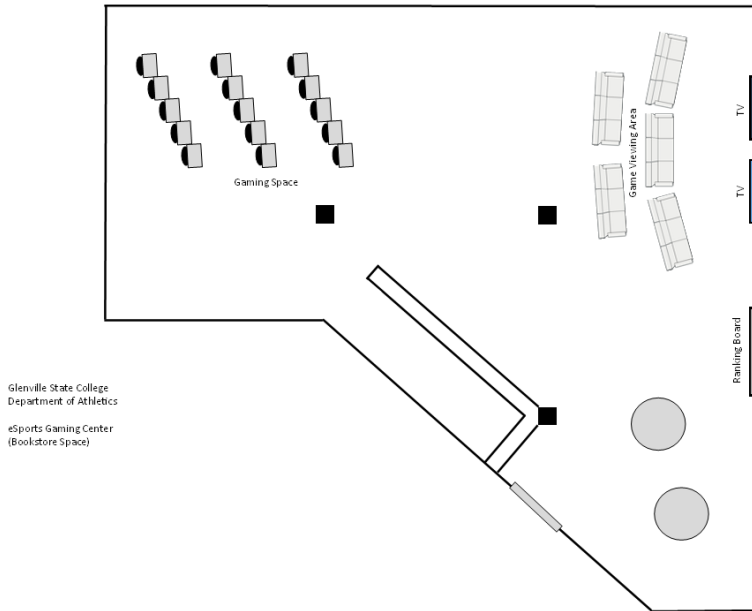 Gaming Space
Game Viewing Area
TV
TV
Ranking Board
Glenville State College
Department of Athletics
eSports Gaming Center
(Bookstore Space)